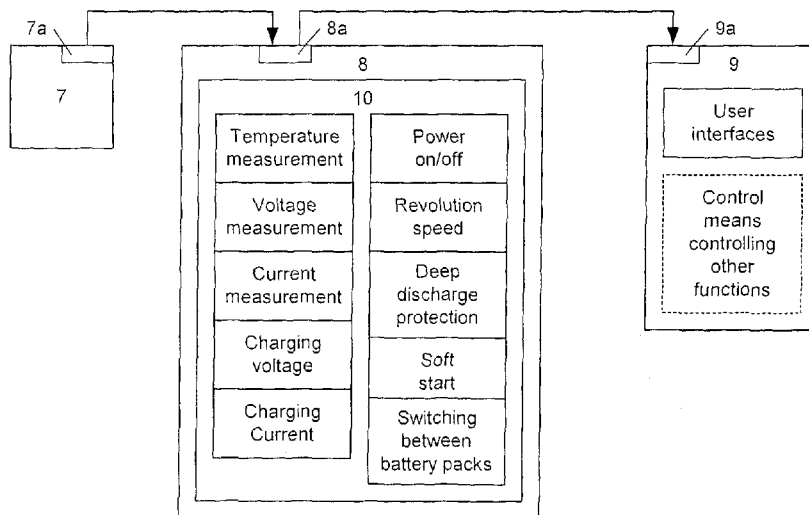 7a
8a
9a
7
8
9
10
Temperature
measurement
Voltage
measurement
Current
measurement
Charging
voltage
Charging
Current
Power
on/off
Revolution
speed
Deep
discharge
protection
Soft
start
Switching
between
battery packs
User
interfaces
Control
means
controlling
other
functions